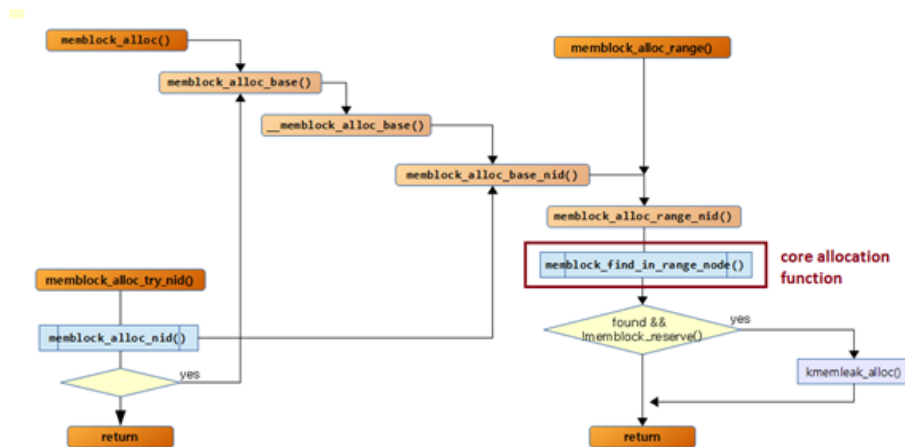 memblock_alloc()
memblock_alloc_range()
memblock_alloc_base()
__memblock_alloc_base()
memblock_alloc_base_nid()
memblock_alloc_range_nid()
memblock_find_in_range_node()
core allocation
function
memblock_alloc_try_nid()
found &&
!memblock_reserve()
yes
memblock_alloc_nid()
yes
kmemleak_alloc()
return
return